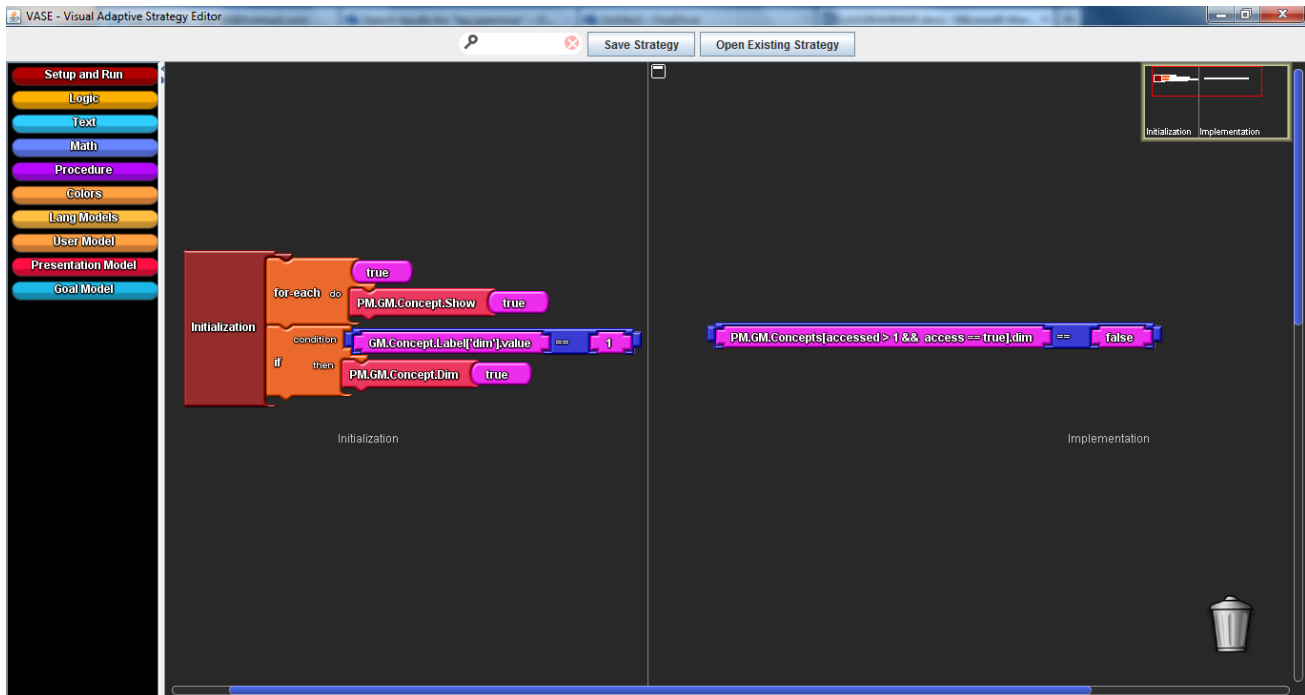 VASE - Visual Adaptive Strategy Editor
Save Strategy
Open Existing Strategy
Setup and Run
Logic
Text
Math
Procedure
Colors
Lang Models
User Model
Presentation Model
Goal Model
Initialization
for-each do
true
PM.GM.Concept.Show true
if
condition GM.Concept.Label['dim'].value == 1
then PM.GM.Concept.Dim true
Initialization
PM.GM.Concepts[accessed > 1 && access == true].dim == false
Implementation
Initialization Implementation